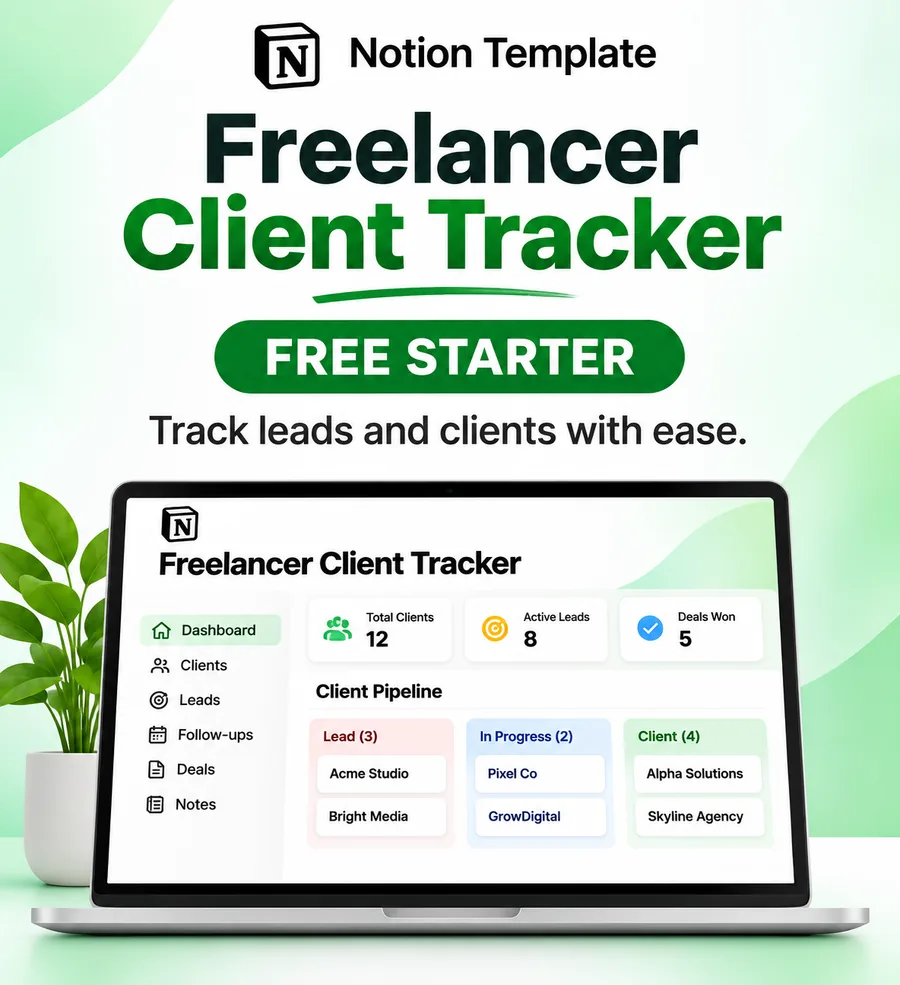 N Notion Template
Freelancer
Client Tracker
FREE STARTER
Track leads and clients with ease.
N
Freelancer Client Tracker
Dashboard
Clients
Leads
Follow-ups
Deals
Notes
Total Clients
12
Active Leads
8
Deals Won
5
Client Pipeline
Lead (3)
Acme Studio
Bright Media
In Progress (2)
Pixel Co
GrowDigital
Client (4)
Alpha Solutions
Skyline Agency